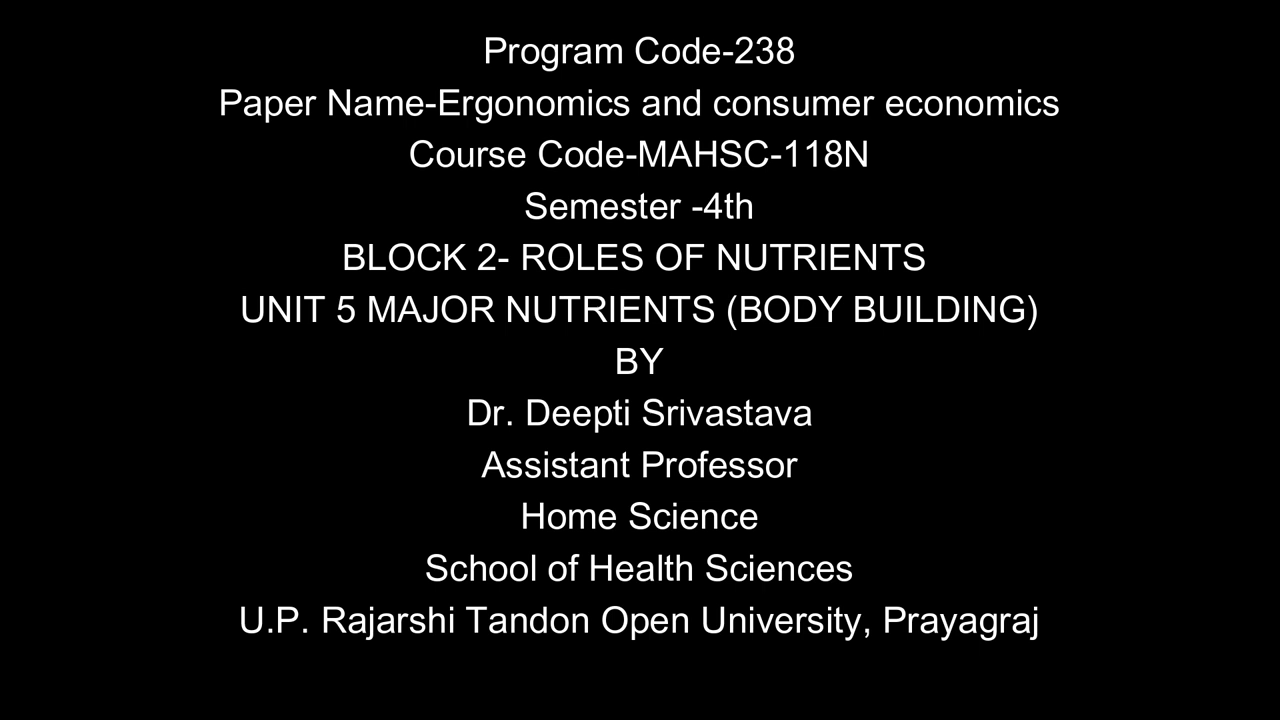 Program Code-238
Paper Name-Ergonomics and consumer economics
Course Code-MAHSC-118N
Semester -4th
BLOCK 2- ROLES OF NUTRIENTS
UNIT 5 MAJOR NUTRIENTS (BODY BUILDING)
BY
Dr. Deepti Srivastava
Assistant Professor
Home Science
School of Health Sciences
U.P. Rajarshi Tandon Open University, Prayagraj